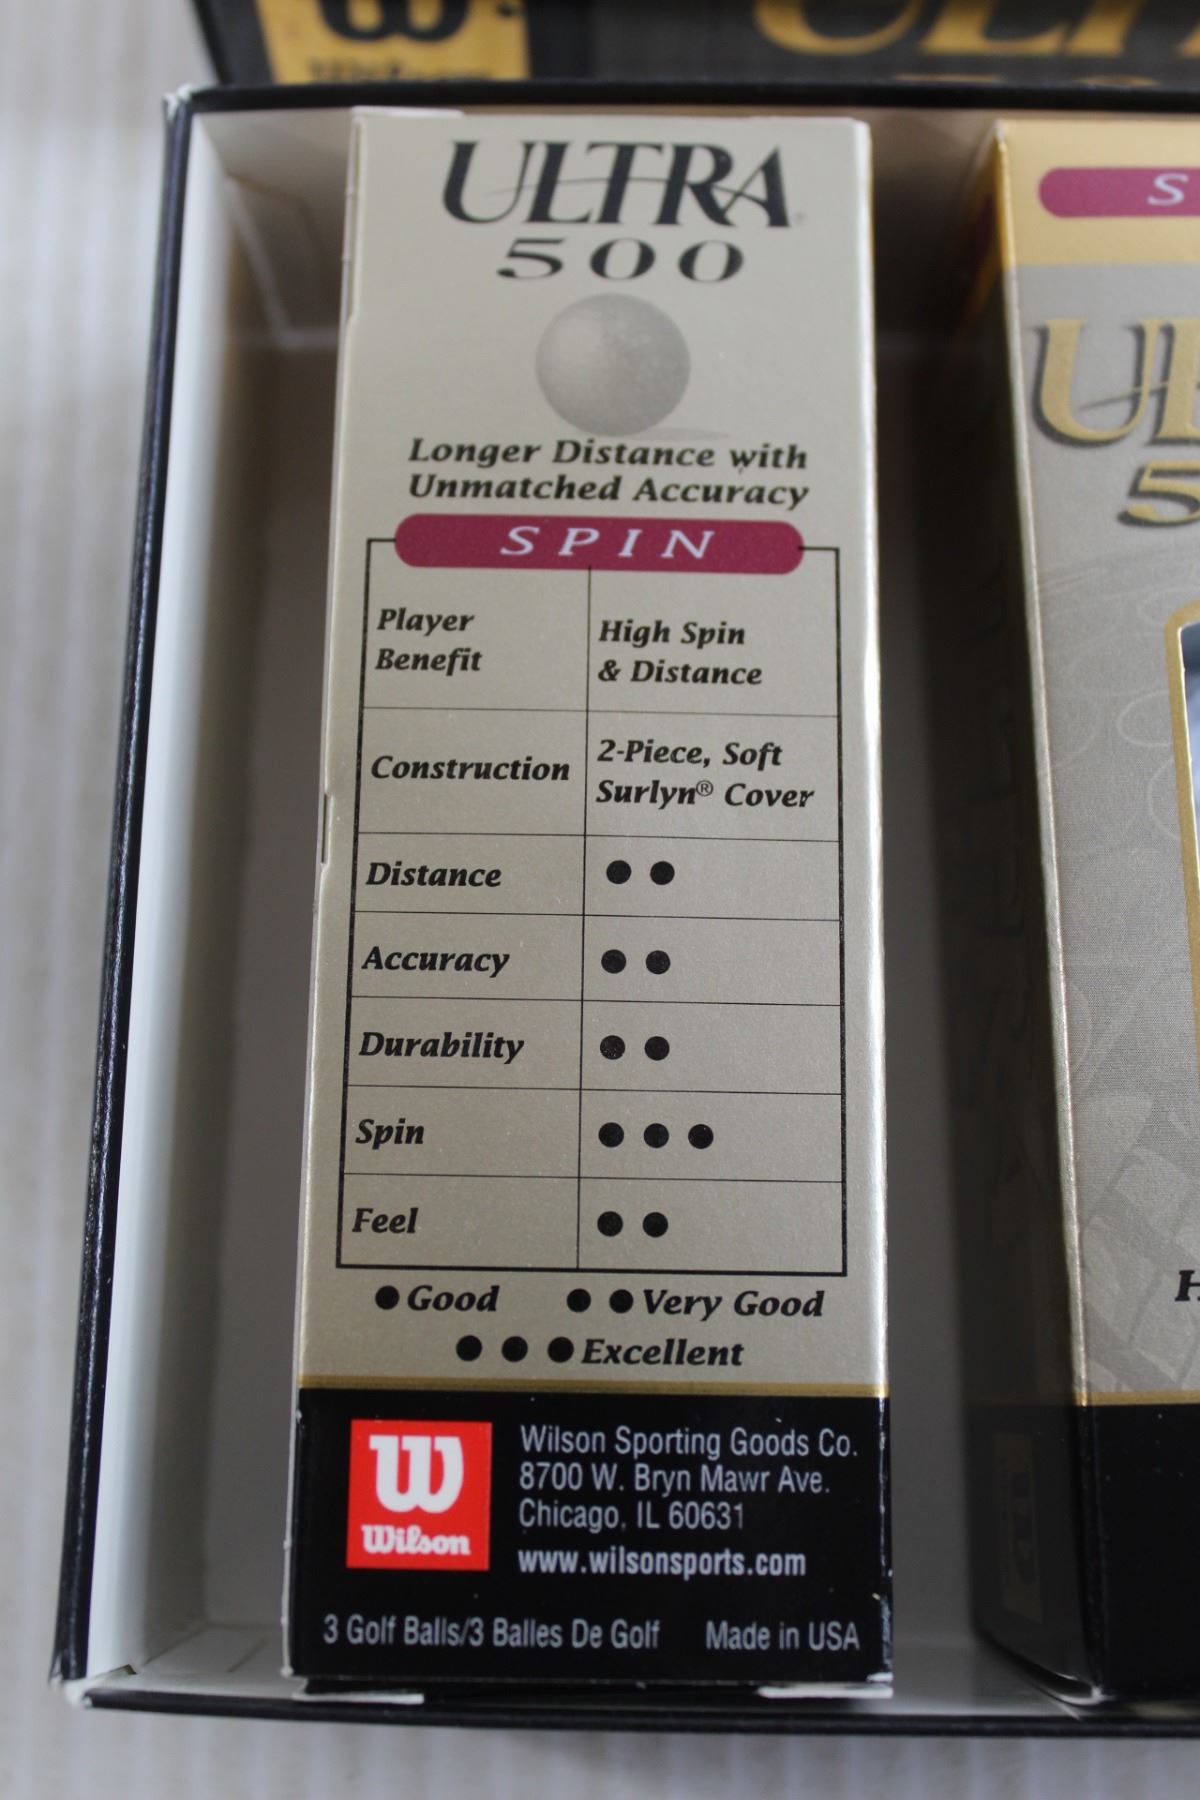 ULTRA
500
Longer Distance with
Unmatched Accuracy
SPIN
Player
Benefit
High Spin
& Distance
Construction
2-Piece, Soft
Surlyn® Cover
Distance ●●
Accuracy ●●
Durability ●●
Spin ●●●
Feel ●●
● Good ●● Very Good
●●● Excellent
W
Wilson
Wilson Sporting Goods Co.
8700 W. Bryn Mawr Ave.
Chicago, IL 60631
www.wilsonsports.com
3 Golf Balls/3 Balles De Golf Made in USA
S
U
5
H